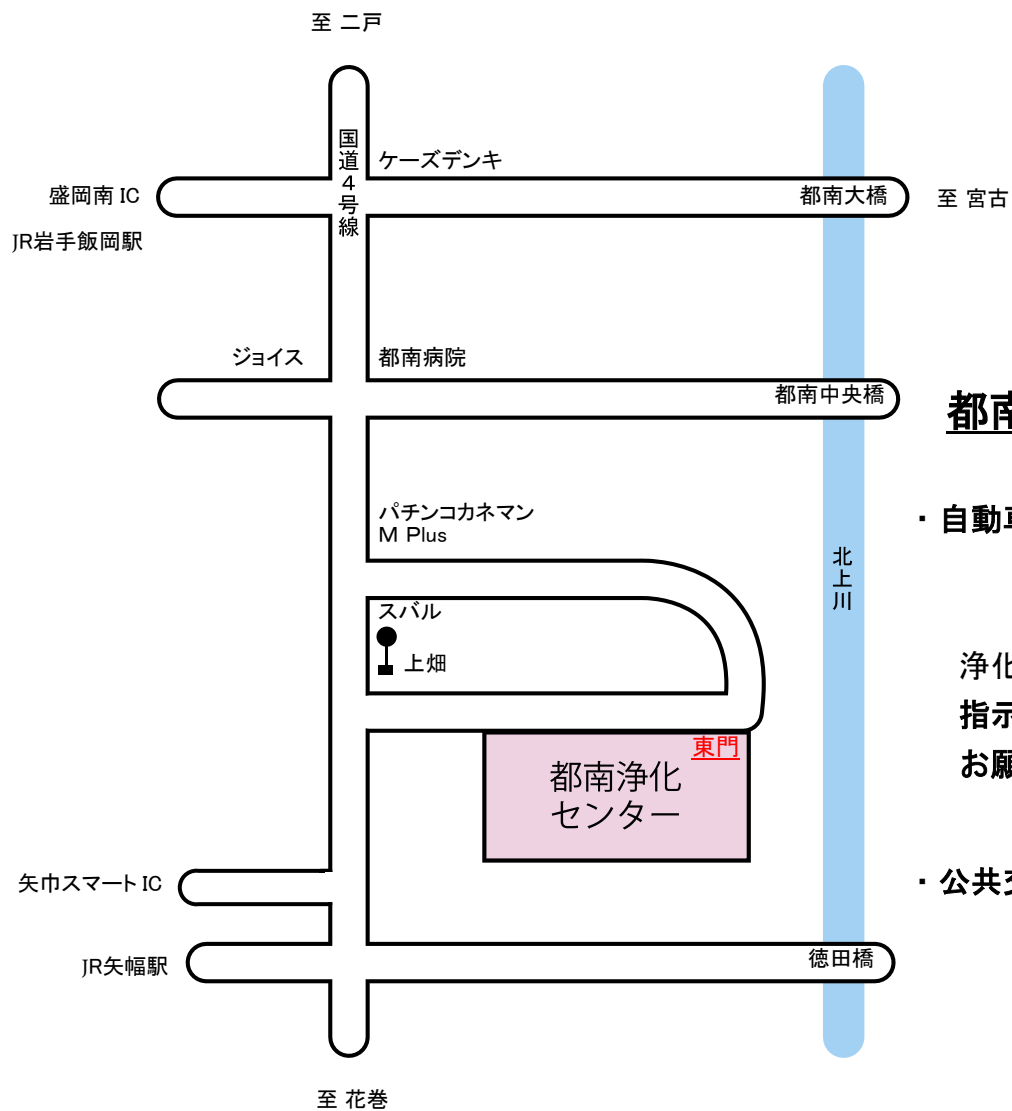 至 二戸
国道４号線
ケーズデンキ
盛岡南 IC
都南大橋
至 宮古
JR岩手飯岡駅
ジョイス
都南病院
都南中央橋
都南
パチンコカネマン
M Plus
・自動車
北上川
スバル
上畑
浄化
指示
お願
東門
都南浄化
センター
矢巾スマート IC
・公共交
JR矢幅駅
徳田橋
至 花巻